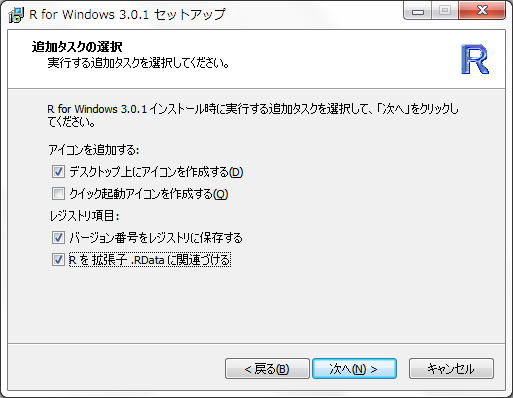 R for Windows 3.0.1 セットアップ
追加タスクの選択
実行する追加タスクを選択してください。
R
R for Windows 3.0.1 インストール時に実行する追加タスクを選択して、「次へ」をクリックし
てください。
アイコンを追加する:
デスクトップ上にアイコンを作成する(D)
クイック起動アイコンを作成する(Q)
レジストリ項目:
バージョン番号をレジストリに保存する
R を 拡張子 .RData に関連づける
< 戻る(B)
次へ(N) >
キャンセル